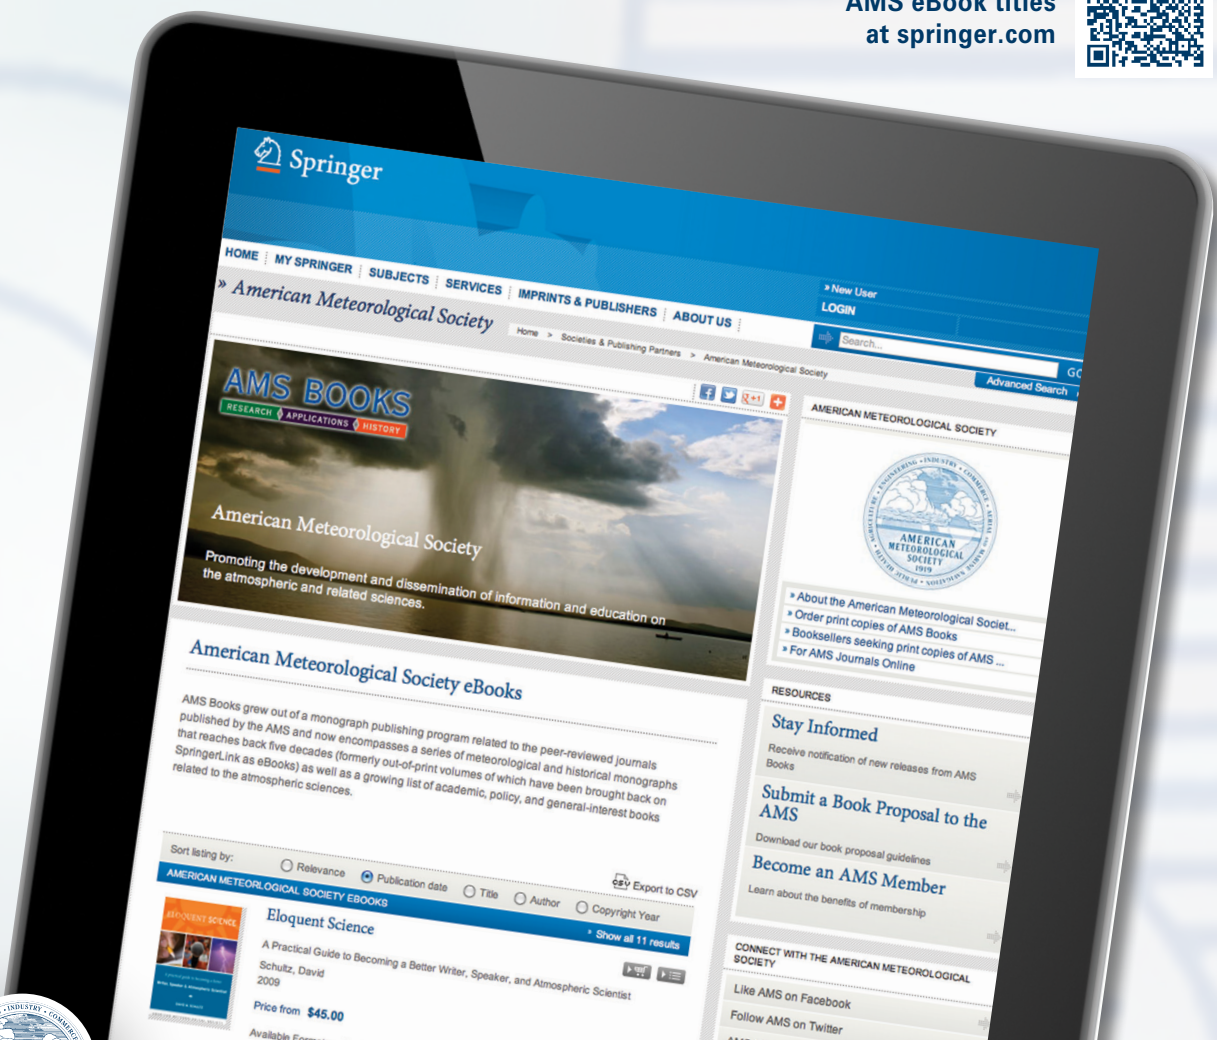 AMS eBook titles
at springer.com
Springer
HOME
MY SPRINGER
SUBJECTS
SERVICES
IMPRINTS & PUBLISHERS
ABOUT US
» New User
LOGIN
Search...
GO
Advanced Search
» American Meteorological Society
Home > Societies & Publishing Partners > American Meteorological Society
AMS BOOKS
RESEARCH APPLICATIONS HISTORY
American Meteorological Society
Promoting the development and dissemination of information and education on
the atmospheric and related sciences.
American Meteorological Society eBooks
AMS Books grew out of a monograph publishing program related to the peer-reviewed journals
published by the AMS and now encompasses a series of meteorological and historical monographs
that reaches back five decades (formerly out-of-print volumes of which have been brought back on
SpringerLink as eBooks) as well as a growing list of academic, policy, and general-interest books
related to the atmospheric sciences.
Sort listing by:
Relevance
Publication date
Title
Author
Copyright Year
CSV Export to CSV
AMERICAN METEORLOGICAL SOCIETY EBOOKS
» Show all 11 results
ELOQUENT SCIENCE
Eloquent Science
A Practical Guide to Becoming a Better Writer, Speaker, and Atmospheric Scientist
Schultz, David
2009
Price from $45.00
AMERICAN METEOROLOGICAL SOCIETY
AMERICAN
METEOROLOGICAL
SOCIETY
1919
» About the American Meteorological Societ...
» Order print copies of AMS Books
» Booksellers seeking print copies of AMS ...
» For AMS Journals Online
RESOURCES
Stay Informed
Receive notification of new releases from AMS
Books
Submit a Book Proposal to the
AMS
Download our book proposal guidelines
Become an AMS Member
Learn about the benefits of membership
CONNECT WITH THE AMERICAN METEOROLOGICAL
SOCIETY
Like AMS on Facebook
Follow AMS on Twitter
INDUSTRY